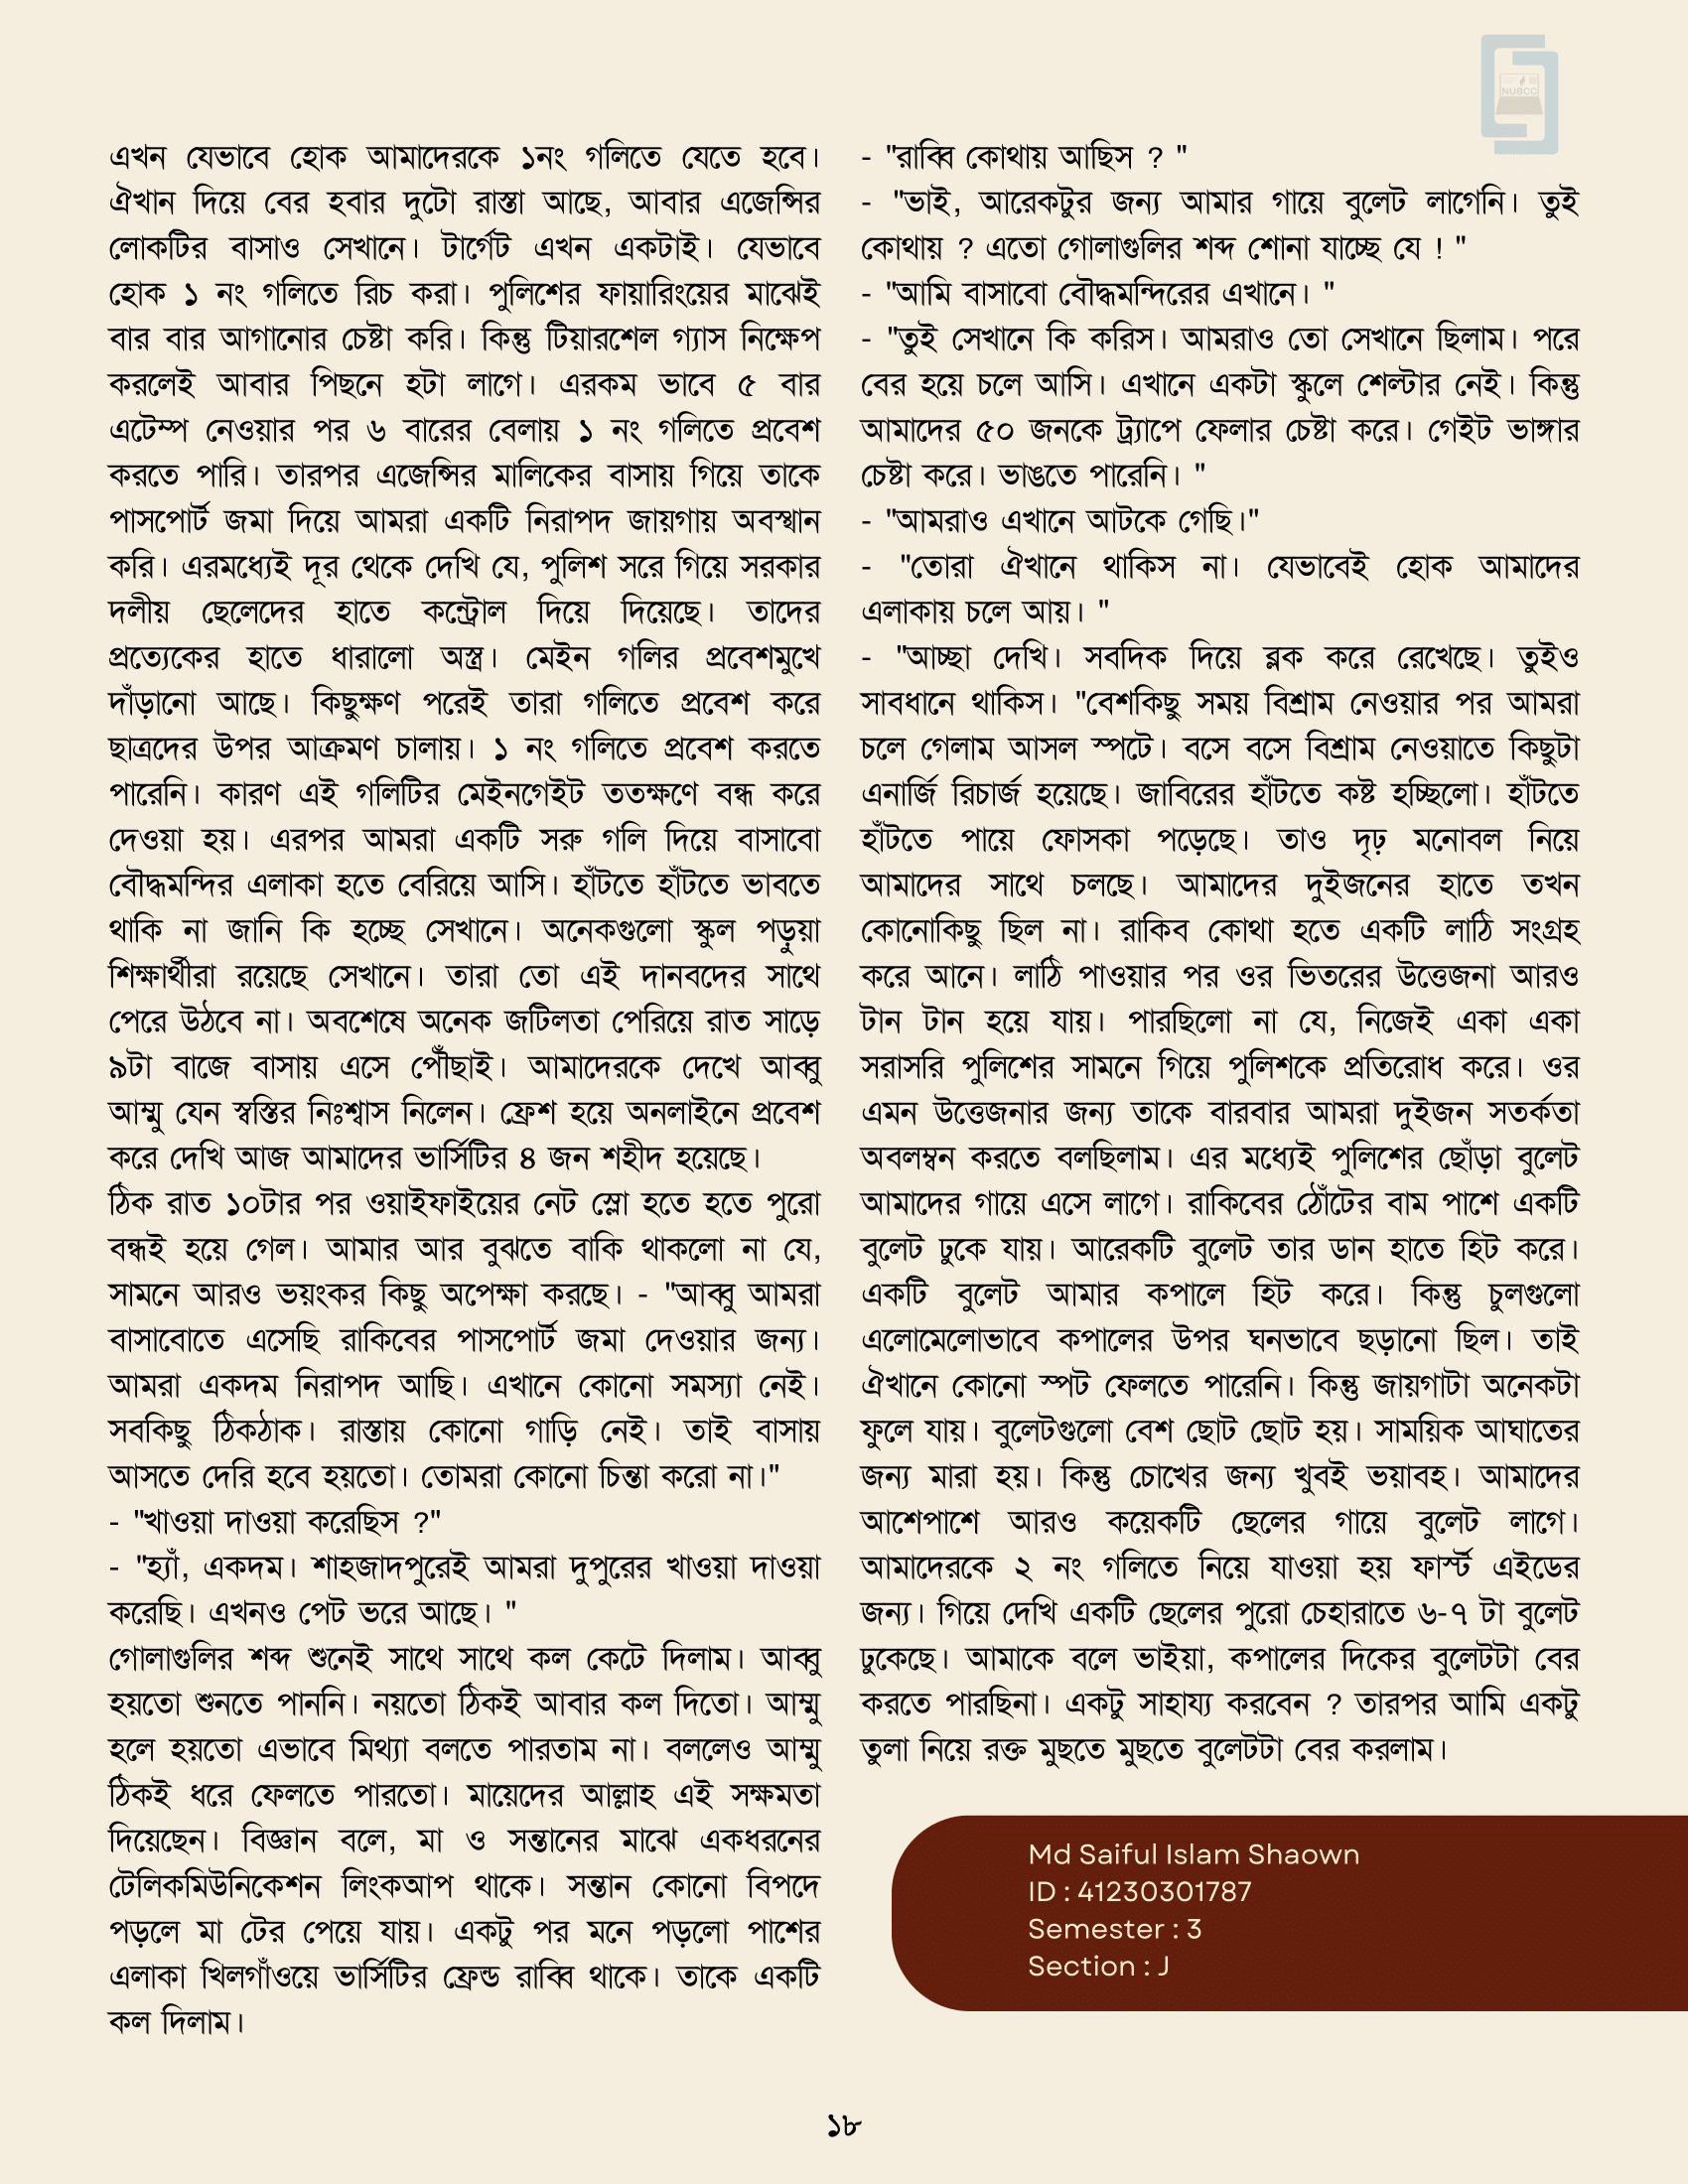 NUBCC
এখন যেভাবে হোক আমাদেরকে ১নং গলিতে যেতে হবে।
ঐখান দিয়ে বের হবার দুটো রাস্তা আছে, আবার এজেন্সির
লোকটির বাসাও সেখানে। টার্গেট এখন একটাই। যেভাবে
হোক ১ নং গলিতে রিচ করা। পুলিশের ফায়ারিংয়ের মাঝেই
বার বার আগানোর চেষ্টা করি। কিন্তু টিয়ারশেল গ্যাস নিক্ষেপ
করলেই আবার পিছনে হটা লাগে। এরকম ভাবে ৫ বার
এটেম্প নেওয়ার পর ৬ বারের বেলায় ১ নং গলিতে প্রবেশ
করতে পারি। তারপর এজেন্সির মালিকের বাসায় গিয়ে তাকে
পাসপোর্ট জমা দিয়ে আমরা একটি নিরাপদ জায়গায় অবস্থান
করি। এরমধ্যেই দূর থেকে দেখি যে, পুলিশ সরে গিয়ে সরকার
দলীয় ছেলেদের হাতে কন্ট্রোল দিয়ে দিয়েছে। তাদের
প্রত্যেকের হাতে ধারালো অস্ত্র। মেইন গলির প্রবেশমুখে
দাঁড়ানো আছে। কিছুক্ষণ পরেই তারা গলিতে প্রবেশ করে
ছাত্রদের উপর আক্রমণ চালায়। ১ নং গলিতে প্রবেশ করতে
পারেনি। কারণ এই গলিটির মেইনগেইট ততক্ষণে বন্ধ করে
দেওয়া হয়। এরপর আমরা একটি সরু গলি দিয়ে বাসাবো
বৌদ্ধমন্দির এলাকা হতে বেরিয়ে আসি। হাঁটতে হাঁটতে ভাবতে
থাকি না জানি কি হচ্ছে সেখানে। অনেকগুলো স্কুল পড়ুয়া
শিক্ষার্থীরা রয়েছে সেখানে। তারা তো এই দানবদের সাথে
পেরে উঠবে না। অবশেষে অনেক জটিলতা পেরিয়ে রাত সাড়ে
৯টা বাজে বাসায় এসে পৌঁছাই। আমাদেরকে দেখে আব্বু
আম্মু যেন স্বস্তির নিঃশ্বাস নিলেন। ফ্রেশ হয়ে অনলাইনে প্রবেশ
করে দেখি আজ আমাদের ভার্সিটির ৪ জন শহীদ হয়েছে।
ঠিক রাত ১০টার পর ওয়াইফাইয়ের নেট স্লো হতে হতে পুরো
বন্ধই হয়ে গেল। আমার আর বুঝতে বাকি থাকলো না যে,
সামনে আরও ভয়ংকর কিছু অপেক্ষা করছে। - "আব্বু আমরা
বাসাবোতে এসেছি রাকিবের পাসপোর্ট জমা দেওয়ার জন্য।
আমরা একদম নিরাপদ আছি। এখানে কোনো সমস্যা নেই।
সবকিছু ঠিকঠাক। রাস্তায় কোনো গাড়ি নেই। তাই বাসায়
আসতে দেরি হবে হয়তো। তোমরা কোনো চিন্তা করো না।"
- "খাওয়া দাওয়া করেছিস ?"
- "হ্যাঁ, একদম। শাহজাদপুরেই আমরা দুপুরের খাওয়া দাওয়া
করেছি। এখনও পেট ভরে আছে। "
গোলাগুলির শব্দ শুনেই সাথে সাথে কল কেটে দিলাম। আব্বু
হয়তো শুনতে পাননি। নয়তো ঠিকই আবার কল দিতো। আম্মু
হলে হয়তো এভাবে মিথ্যা বলতে পারতাম না। বললেও আম্মু
ঠিকই ধরে ফেলতে পারতো। মায়েদের আল্লাহ এই সক্ষমতা
দিয়েছেন। বিজ্ঞান বলে, মা ও সন্তানের মাঝে একধরনের
টেলিকমিউনিকেশন লিংকআপ থাকে। সন্তান কোনো বিপদে
পড়লে মা টের পেয়ে যায়। একটু পর মনে পড়লো পাশের
এলাকা খিলগাঁওয়ে ভার্সিটির ফ্রেন্ড রাব্বি থাকে। তাকে একটি
কল দিলাম।
- "রাব্বি কোথায় আছিস ? "
- "ভাই, আরেকটুর জন্য আমার গায়ে বুলেট লাগেনি। তুই
কোথায় ? এতো গোলাগুলির শব্দ শোনা যাচ্ছে যে ! "
- "আমি বাসাবো বৌদ্ধমন্দিরের এখানে। "
- "তুই সেখানে কি করিস। আমরাও তো সেখানে ছিলাম। পরে
বের হয়ে চলে আসি। এখানে একটা স্কুলে শেল্টার নেই। কিন্তু
আমাদের ৫০ জনকে ট্র্যাপে ফেলার চেষ্টা করে। গেইট ভাঙ্গার
চেষ্টা করে। ভাঙতে পারেনি। "
- "আমরাও এখানে আটকে গেছি।"
- "তোরা ঐখানে থাকিস না। যেভাবেই হোক আমাদের
এলাকায় চলে আয়। "
- "আচ্ছা দেখি। সবদিক দিয়ে ব্লক করে রেখেছে। তুইও
সাবধানে থাকিস। "বেশকিছু সময় বিশ্রাম নেওয়ার পর আমরা
চলে গেলাম আসল স্পটে। বসে বসে বিশ্রাম নেওয়াতে কিছুটা
এনার্জি রিচার্জ হয়েছে। জাবিরের হাঁটতে কষ্ট হচ্ছিলো। হাঁটতে
হাঁটতে পায়ে ফোসকা পড়েছে। তাও দৃঢ় মনোবল নিয়ে
আমাদের সাথে চলছে। আমাদের দুইজনের হাতে তখন
কোনোকিছু ছিল না। রাকিব কোথা হতে একটি লাঠি সংগ্রহ
করে আনে। লাঠি পাওয়ার পর ওর ভিতরের উত্তেজনা আরও
টান টান হয়ে যায়। পারছিলো না যে, নিজেই একা একা
সরাসরি পুলিশের সামনে গিয়ে পুলিশকে প্রতিরোধ করে। ওর
এমন উত্তেজনার জন্য তাকে বারবার আমরা দুইজন সতর্কতা
অবলম্বন করতে বলছিলাম। এর মধ্যেই পুলিশের ছোঁড়া বুলেট
আমাদের গায়ে এসে লাগে। রাকিবের ঠোঁটের বাম পাশে একটি
বুলেট ঢুকে যায়। আরেকটি বুলেট তার ডান হাতে হিট করে।
একটি বুলেট আমার কপালে হিট করে। কিন্তু চুলগুলো
এলোমেলোভাবে কপালের উপর ঘনভাবে ছড়ানো ছিল। তাই
ঐখানে কোনো স্পট ফেলতে পারেনি। কিন্তু জায়গাটা অনেকটা
ফুলে যায়। বুলেটগুলো বেশ ছোট ছোট হয়। সাময়িক আঘাতের
জন্য মারা হয়। কিন্তু চোখের জন্য খুবই ভয়াবহ। আমাদের
আশেপাশে আরও কয়েকটি ছেলের গায়ে বুলেট লাগে।
আমাদেরকে ২ নং গলিতে নিয়ে যাওয়া হয় ফার্স্ট এইডের
জন্য। গিয়ে দেখি একটি ছেলের পুরো চেহারাতে ৬-৭ টা বুলেট
ঢুকেছে। আমাকে বলে ভাইয়া, কপালের দিকের বুলেটটা বের
করতে পারছিনা। একটু সাহায্য করবেন ? তারপর আমি একটু
তুলা নিয়ে রক্ত মুছতে মুছতে বুলেটটা বের করলাম।
Md Saiful Islam Shaown
ID : 41230301787
Semester : 3
Section : J
১৮